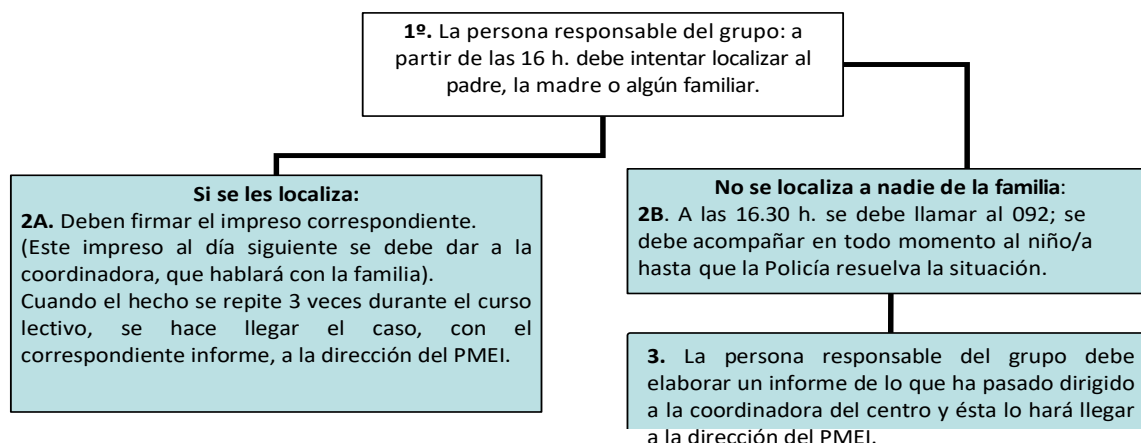 1º. La persona responsable del grupo: a
partir de las 16 h. debe intentar localizar al
padre, la madre o algún familiar.
Si se les localiza:
2A. Deben firmar el impreso correspondiente.
(Este impreso al día siguiente se debe dar a la
coordinadora, que hablará con la familia).
Cuando el hecho se repite 3 veces durante el curso
lectivo, se hace llegar el caso, con el
correspondiente informe, a la dirección del PMEI.
No se localiza a nadie de la familia:
2B. A las 16.30 h. se debe llamar al 092; se
debe acompañar en todo momento al niño/a
hasta que la Policía resuelva la situación.
3. La persona responsable del grupo debe
elaborar un informe de lo que ha pasado dirigido
a la coordinadora del centro y ésta lo hará llegar
a la dirección del PMEI.